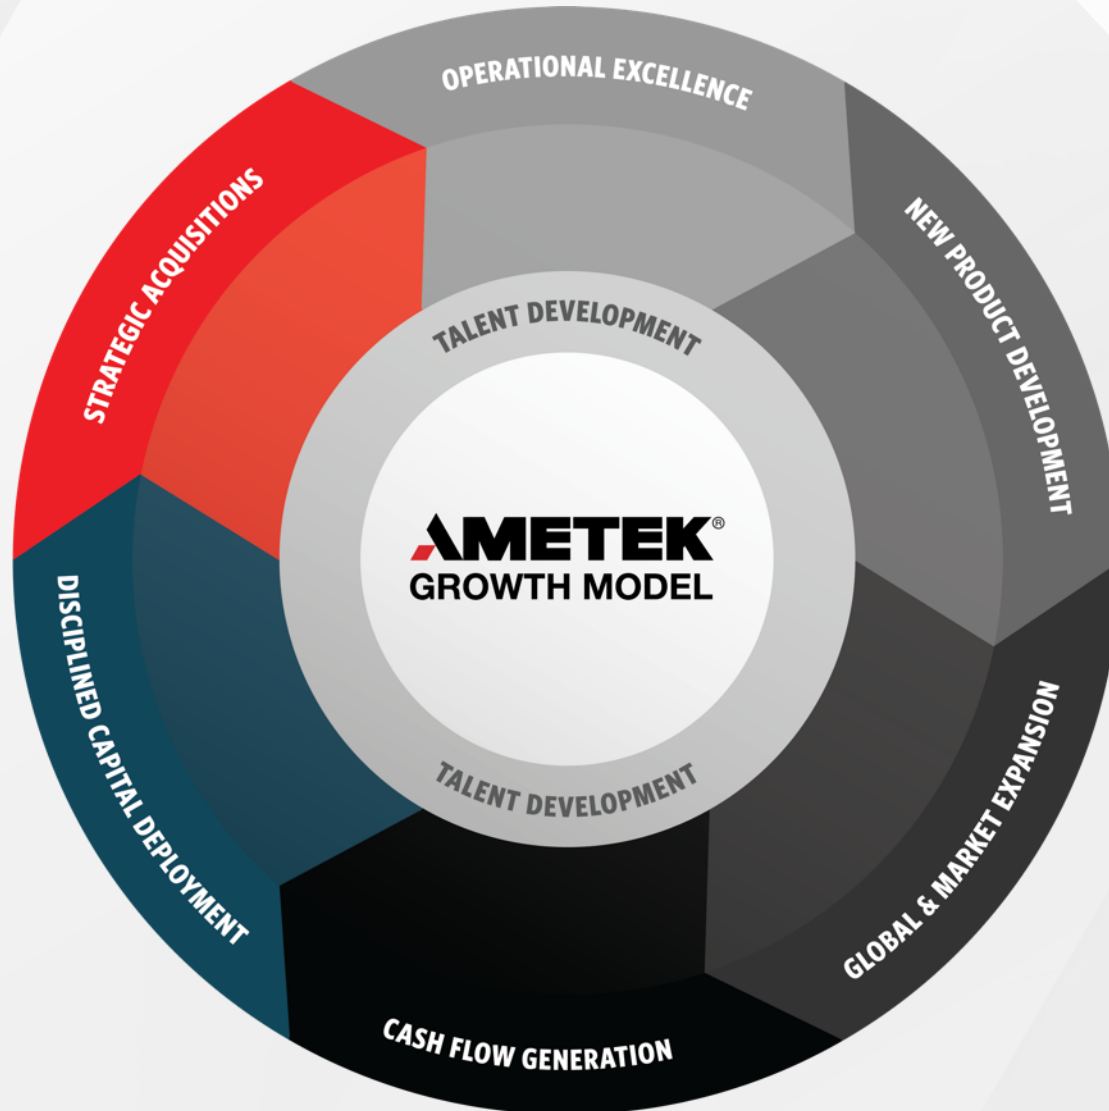 OPERATIONAL EXCELLENCE
NEW PRODUCT DEVELOPMENT
GLOBAL & MARKET EXPANSION
CASH FLOW GENERATION
DISCIPLINED CAPITAL DEPLOYMENT
STRATEGIC ACQUISITIONS
TALENT DEVELOPMENT
AMETEK®
GROWTH MODEL
TALENT DEVELOPMENT